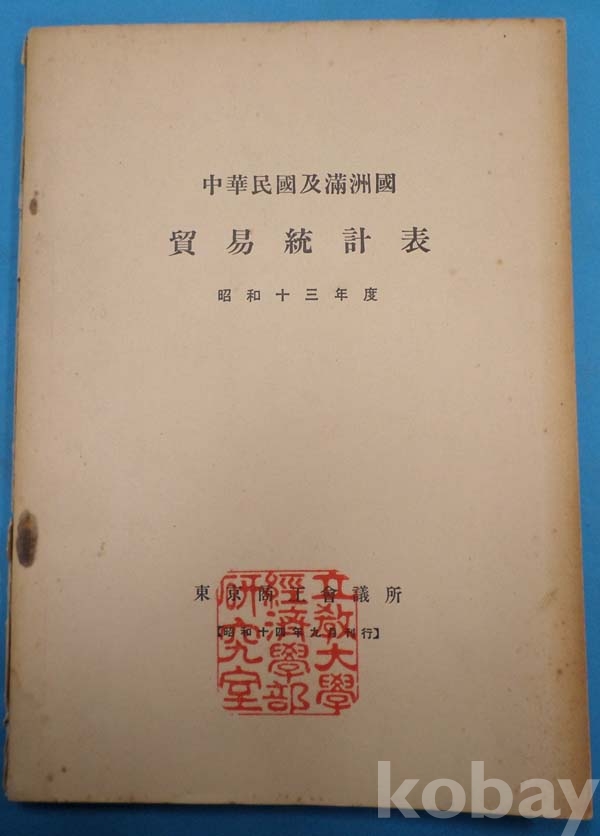 中華民國及滿洲國
貿易統計表
昭和十三年度
東京商工會議所
【昭和十四年九月刊行】
立敎大學
經濟學部
硏究室
kobay